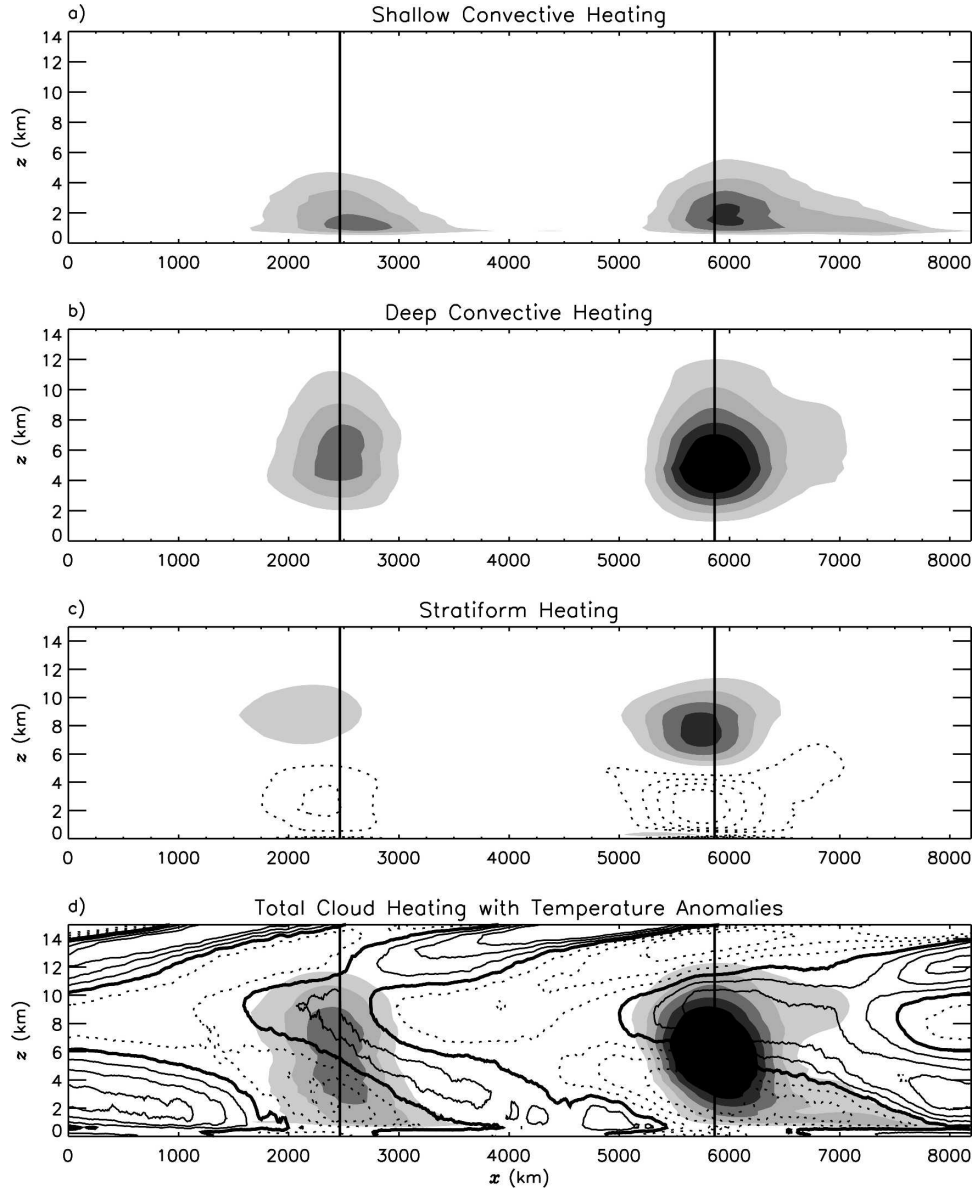 a)
Shallow Convective Heating
14
12
10
8
6
4
2
0
z (km)
0 1000 2000 3000 4000 5000 6000 7000 8000
b)
Deep Convective Heating
14
12
10
8
6
4
2
0
z (km)
0 1000 2000 3000 4000 5000 6000 7000 8000
c)
Stratiform Heating
14
12
10
8
6
4
2
0
z (km)
0 1000 2000 3000 4000 5000 6000 7000 8000
d)
Total Cloud Heating with Temperature Anomalies
14
12
10
8
6
4
2
0
z (km)
0 1000 2000 3000 4000 5000 6000 7000 8000
x (km)